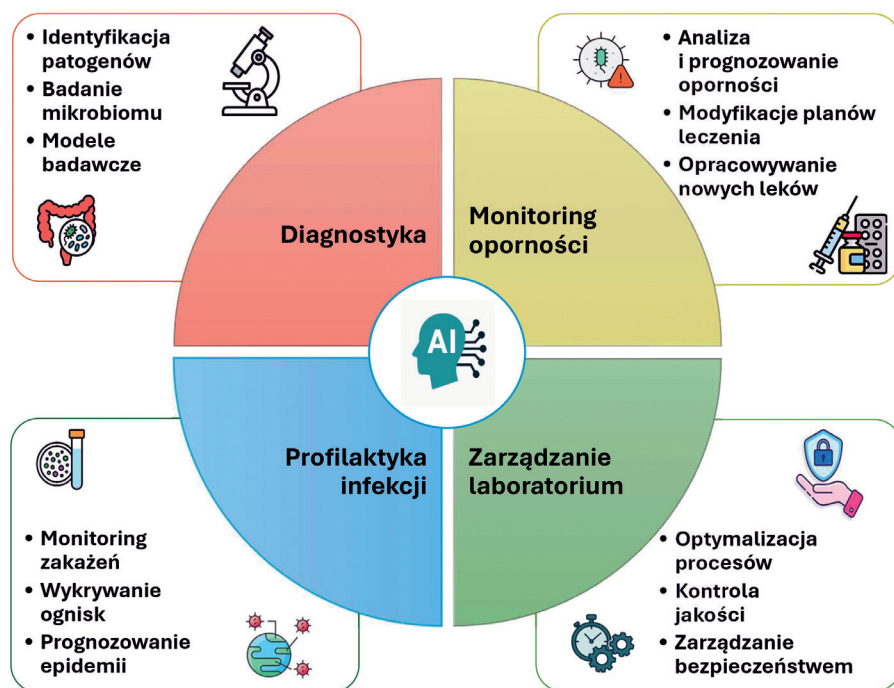 • Identyfikacja
patogenów
• Badanie
mikrobiomu
• Modele
badawcze
• Analiza
i prognozowanie
oporności
• Modyfikacje planów
leczenia
• Opracowywanie
nowych leków
Diagnostyka
Monitoring
oporności
AI
Profilaktyka
infekcji
Zarządzanie
laboratorium
• Monitoring
zakażeń
• Wykrywanie
ognisk
• Prognozowanie
epidemii
• Optymalizacja
procesów
• Kontrola
jakości
• Zarządzanie
bezpieczeństwem